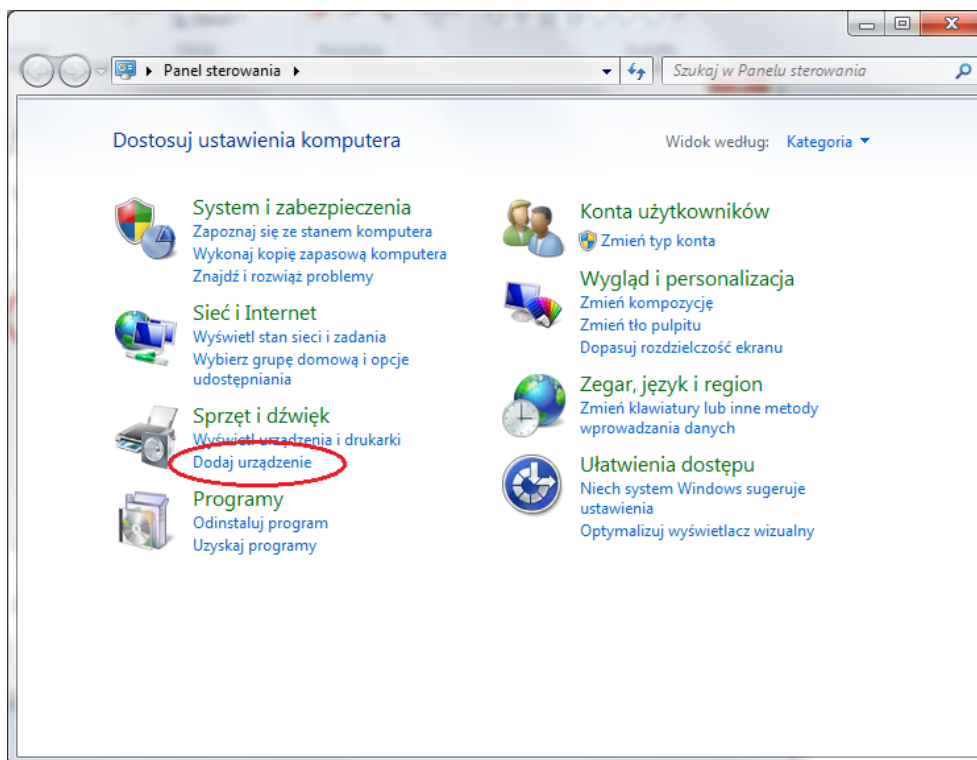 Panel sterowania
Szukaj w Panelu sterowania
Dostosuj ustawienia komputera
Widok według: Kategoria
System i zabezpieczenia
Zapoznaj się ze stanem komputera
Wykonaj kopię zapasową komputera
Znajdź i rozwiąż problemy
Sieć i Internet
Wyświetl stan sieci i zadania
Wybierz grupę domową i opcje
udostępniania
Sprzęt i dźwięk
Wyświetl urządzenia i drukarki
Dodaj urządzenie
Programy
Odinstaluj program
Uzyskaj programy
Konta użytkowników
Zmień typ konta
Wygląd i personalizacja
Zmień kompozycję
Zmień tło pulpitu
Dopasuj rozdzielczość ekranu
Zegar, język i region
Zmień klawiatury lub inne metody
wprowadzania danych
Ułatwienia dostępu
Niech system Windows sugeruje
ustawienia
Optymalizuj wyświetlacz wizualny